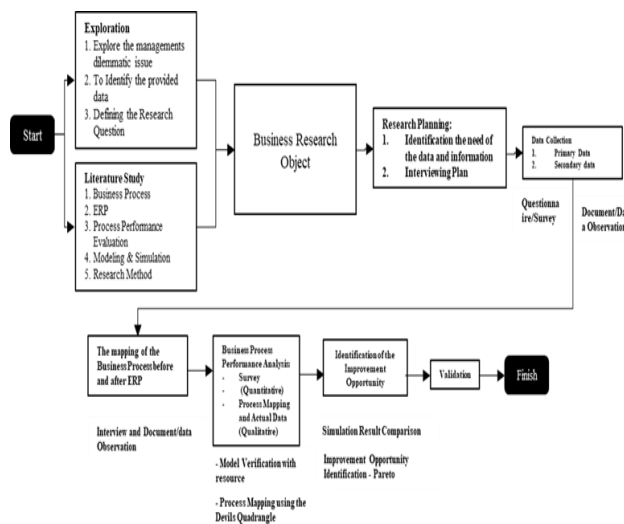 Exploration
1. Explore the managements
dilemmatic issue
2. To Identify the provided
data
3. Defining the Research
Question
Start
Literature Study
1. Business Process
2. ERP
3. Process Performance
Evaluation
4. Modeling & Simulation
5. Research Method
Business Research
Object
Research Planning:
1. Identification the need of
the data and information
2. Interviewing Plan
Data Collection
1. Primary Data
2. Secondary data
Questionna
ire/Survey
Document/Dat
a Observation
The mapping of the
Business Process before
and after ERP
Interview and Document/data
Observation
Business Process
Performance Analysis:
- Survey
- (Quantitative)
- Process Mapping
and Actual Data
(Qualitative)
- Model Verification with
resource
- Process Mapping using the
Devils Quadrangle
Identification of the
Improvement
Opportunity
Simulation Result Comparison
Improvement Opportunity
Identification - Pareto
Validation
Finish